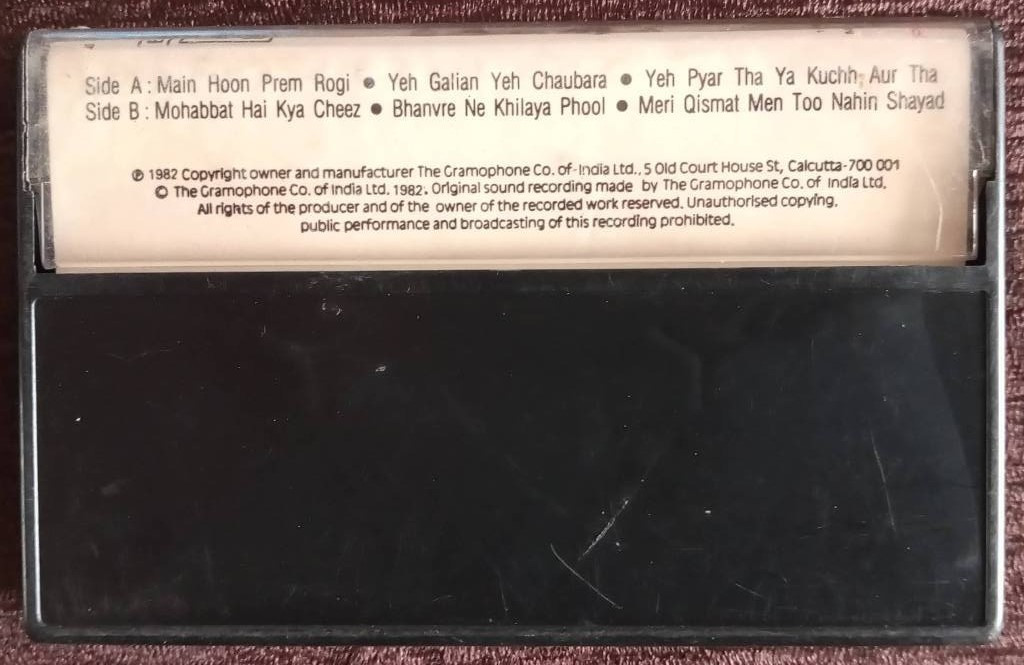 Side A : Main Hoon Prem Rogi ● Yeh Galian Yeh Chaubara ● Yeh Pyar Tha Ya Kuchh Aur Tha
Side B : Mohabbat Hai Kya Cheez ● Bhanvre Ne Khilaya Phool ● Meri Qismat Men Too Nahin Shayad
℗ 1982 Copyright owner and manufacturer The Gramophone Co. of India Ltd., 5 Old Court House St, Calcutta-700 001
© The Gramophone Co. of India Ltd. 1982. Original sound recording made by The Gramophone Co. of India Ltd.
All rights of the producer and of the owner of the recorded work reserved. Unauthorised copying,
public performance and broadcasting of this recording prohibited.